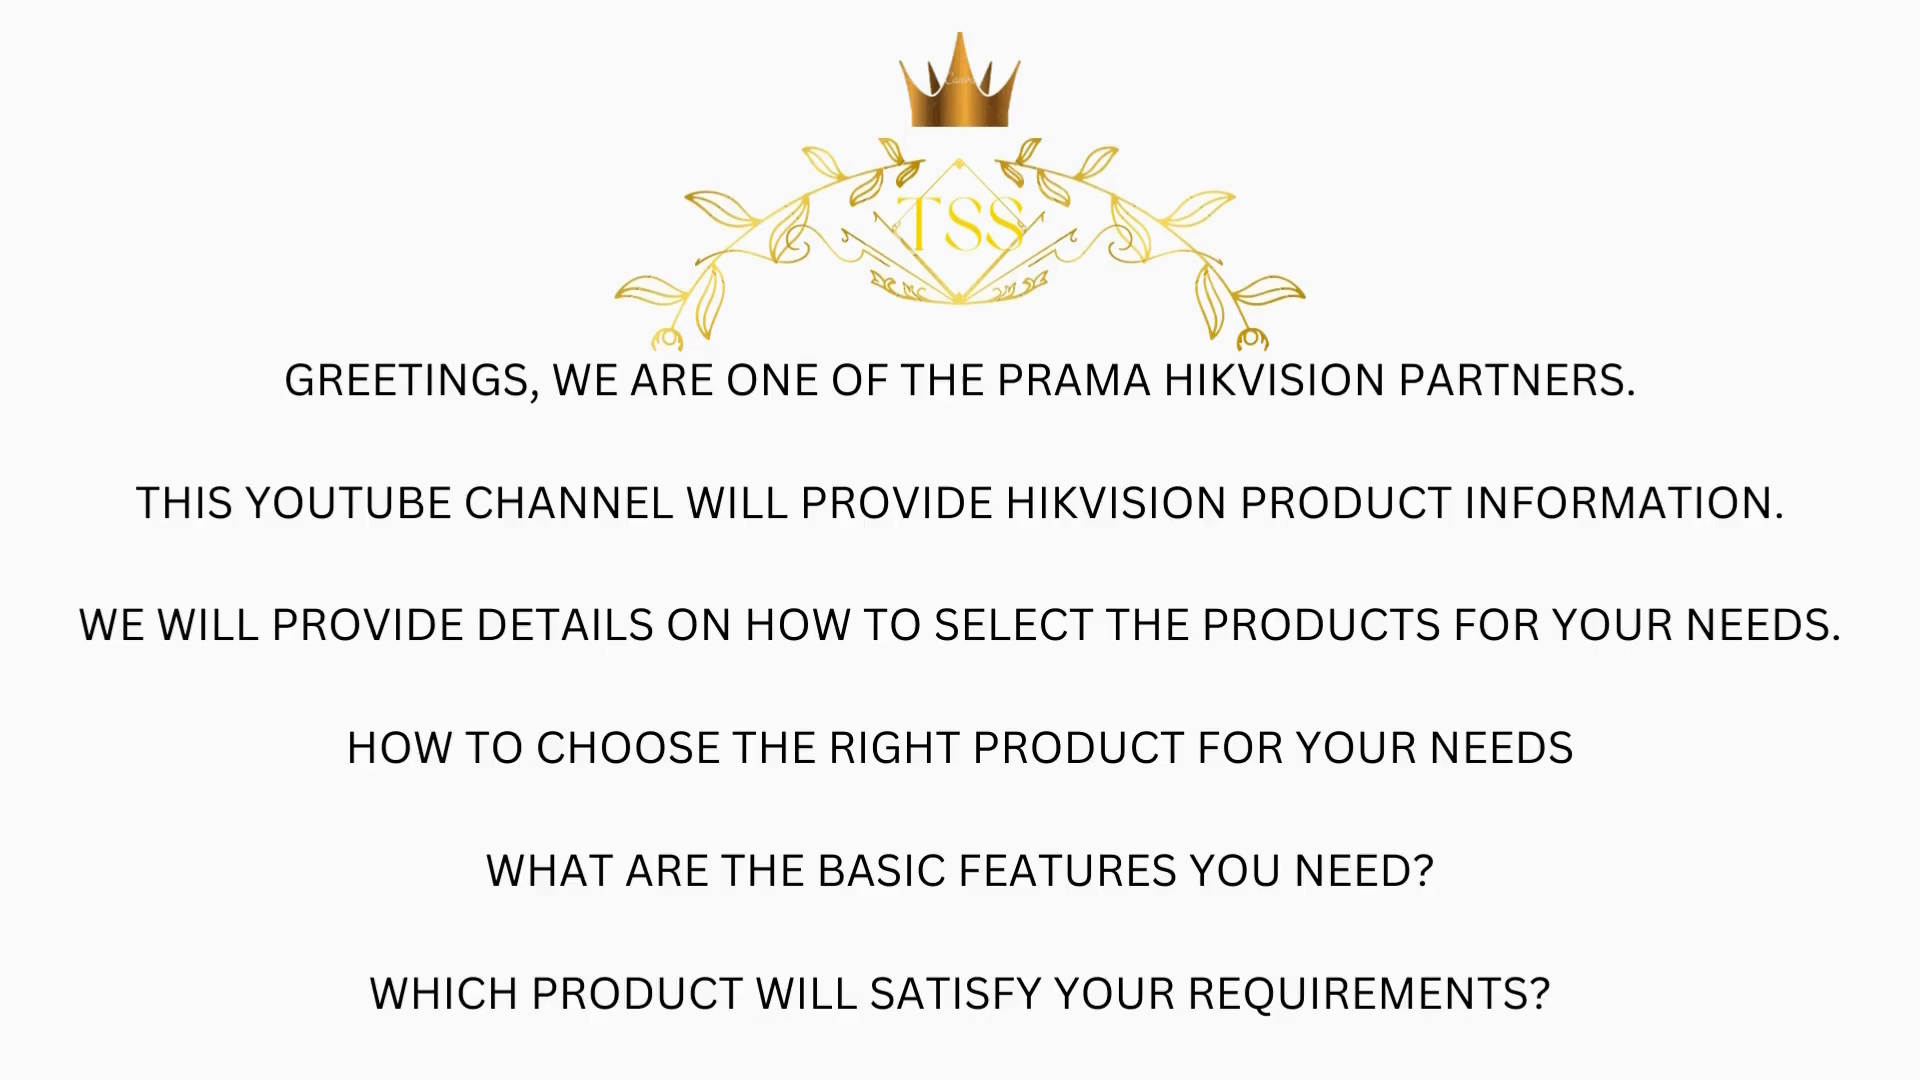 Canva
TSS
GREETINGS, WE ARE ONE OF THE PRAMA HIKVISION PARTNERS.
THIS YOUTUBE CHANNEL WILL PROVIDE HIKVISION PRODUCT INFORMATION.
WE WILL PROVIDE DETAILS ON HOW TO SELECT THE PRODUCTS FOR YOUR NEEDS.
HOW TO CHOOSE THE RIGHT PRODUCT FOR YOUR NEEDS
WHAT ARE THE BASIC FEATURES YOU NEED?
WHICH PRODUCT WILL SATISFY YOUR REQUIREMENTS?